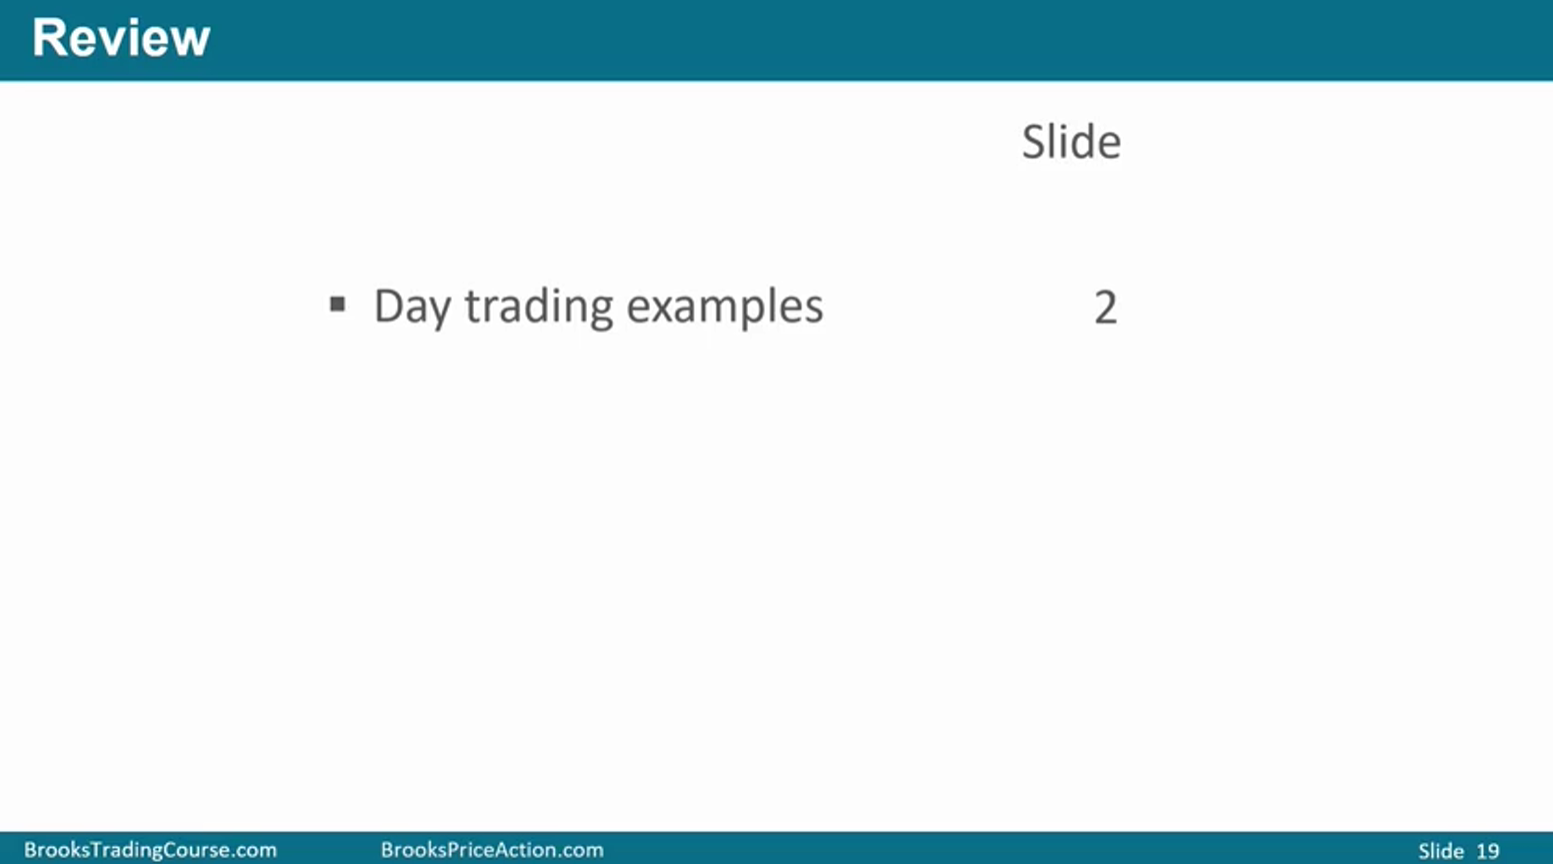 Review
Slide
▪ Day trading examples 2
BrooksTradingCourse.com BrooksPriceAction.com Slide 19